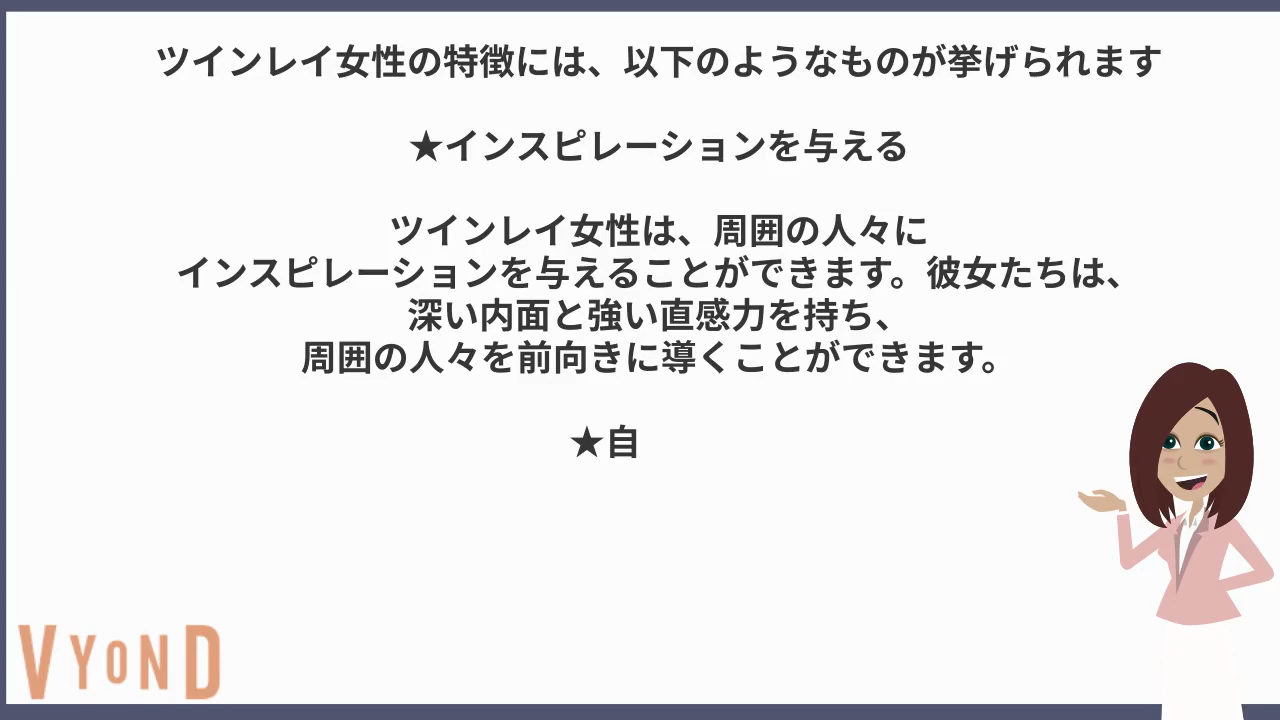 ツインレイ女性の特徴には、以下のようなものが挙げられます
★インスピレーションを与える
ツインレイ女性は、周囲の人々に
インスピレーションを与えることができます。彼女たちは、
深い内面と強い直感力を持ち、
周囲の人々を前向きに導くことができます。
★自
VYOND